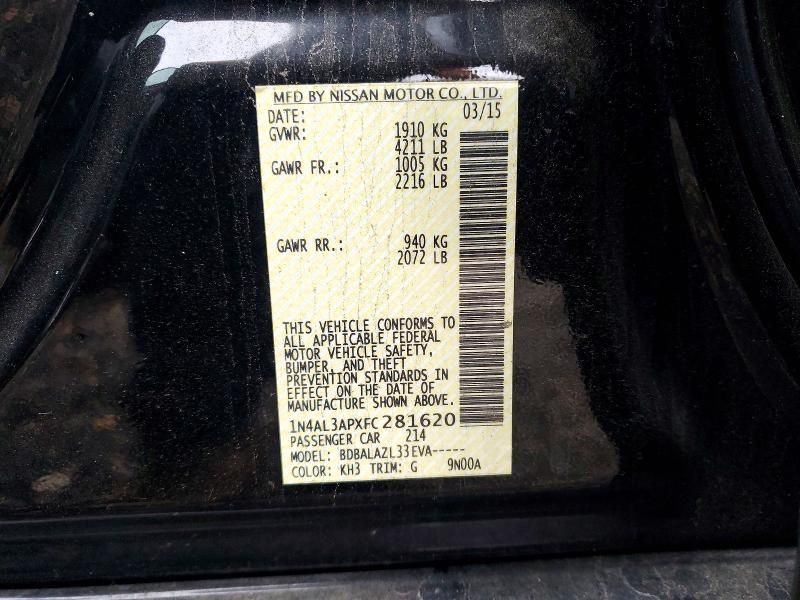 MFD BY NISSAN MOTOR CO., LTD.
DATE: 03/15
GVWR: 1910 KG
4211 LB
GAWR FR.: 1005 KG
2216 LB
GAWR RR.: 940 KG
2072 LB
THIS VEHICLE CONFORMS TO
ALL APPLICABLE FEDERAL
MOTOR VEHICLE SAFETY,
BUMPER, AND THEFT
PREVENTION STANDARDS IN
EFFECT ON THE DATE OF
MANUFACTURE SHOWN ABOVE.
1N4AL3APXFC281620
PASSENGER CAR 214
MODEL: BDBALAZL33EVA-----
COLOR: KH3 TRIM: G 9N00A